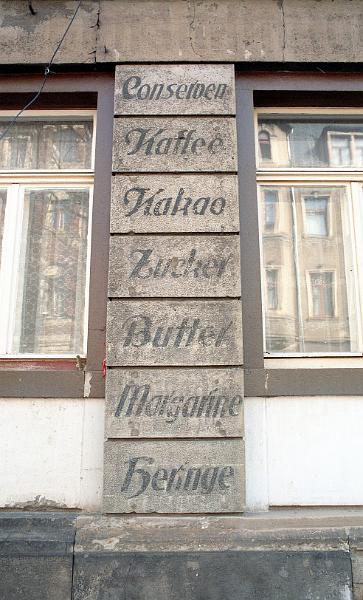 Conserven
Kaffee
Kakao
Zucker
Butter
Margarine
Heringe